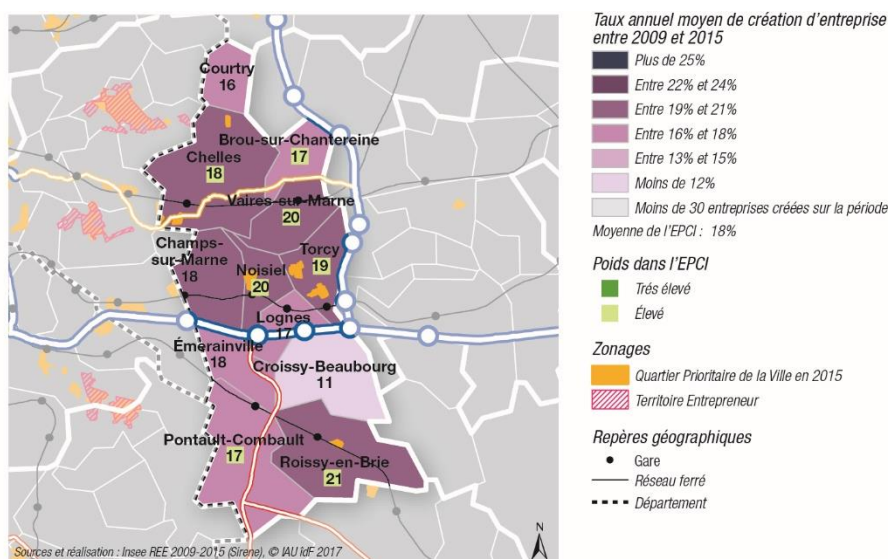 Courtry
16
Brou-sur-Chantereine
17
Chelles
18
Vaires-sur-Marne
20
Champs-
sur-Marne
18
Noisiel
20
Torcy
19
Lognes
17
Émerainville
18
Croissy-Beaubourg
11
Pontault-Combault
17
Roissy-en-Brie
21
Sources et réalisation : Insee REE 2009-2015 (Sirene), © IAU îdF 2017
N
Taux annuel moyen de création d'entreprise
entre 2009 et 2015
Plus de 25%
Entre 22% et 24%
Entre 19% et 21%
Entre 16% et 18%
Entre 13% et 15%
Moins de 12%
Moins de 30 entreprises créées sur la période
Moyenne de l'EPCI : 18%
Poids dans l'EPCI
Très élevé
Élevé
Zonages
Quartier Prioritaire de la Ville en 2015
Territoire Entrepreneur
Repères géographiques
Gare
Réseau ferré
Département